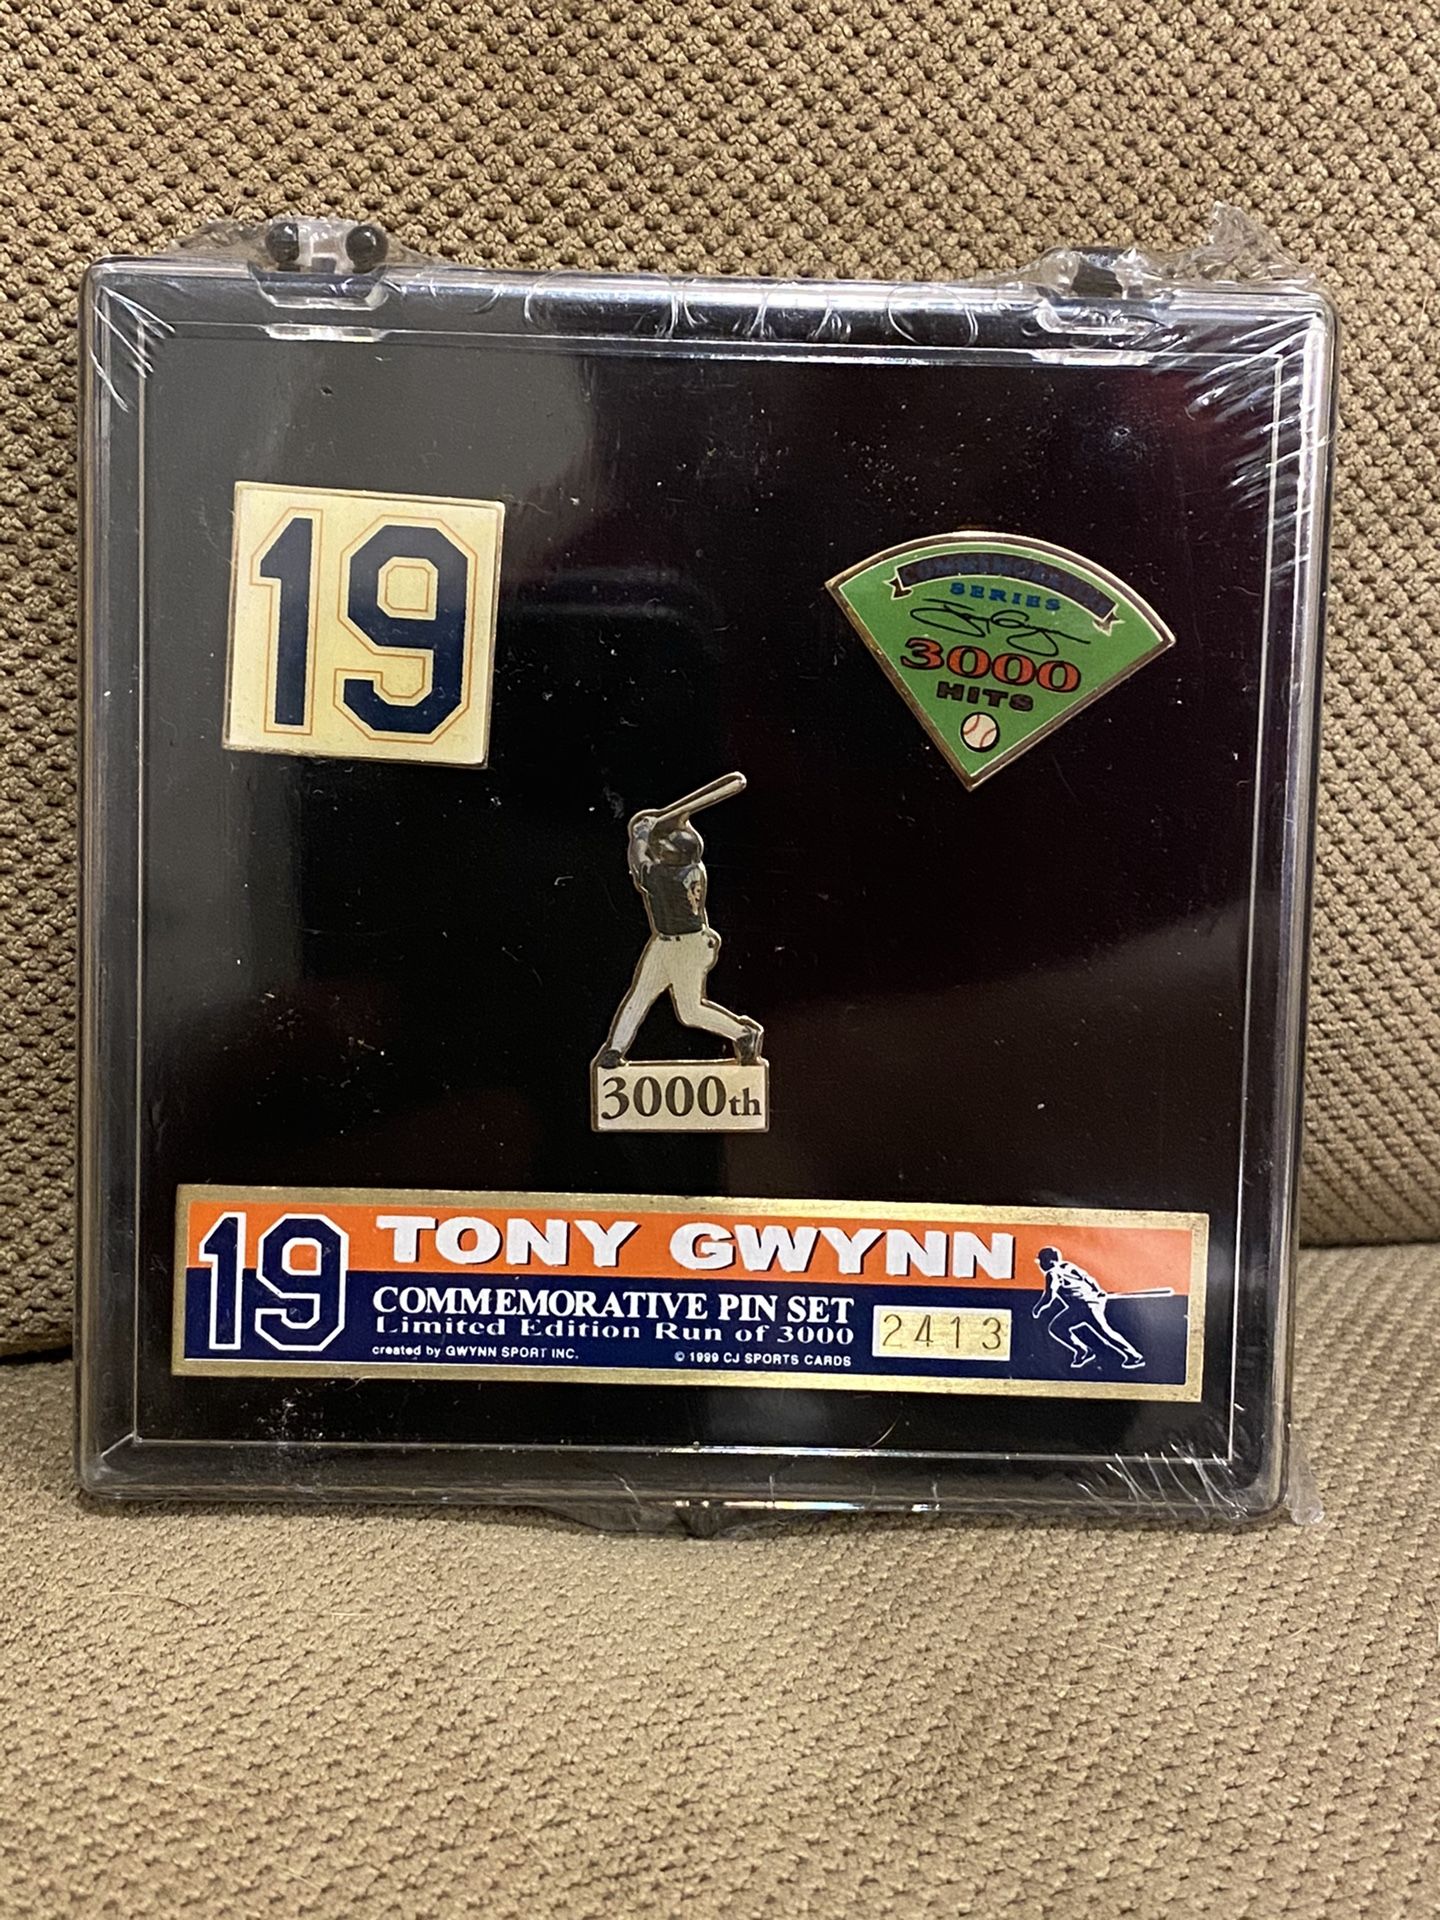 19
COMMEMORATIVE
SERIES
3000
HITS
3000th
19
TONY GWYNN
COMMEMORATIVE PIN SET
Limited Edition Run of 3000
2413
created by GWYNN SPORT INC.
© 1999 CJ SPORTS CARDS